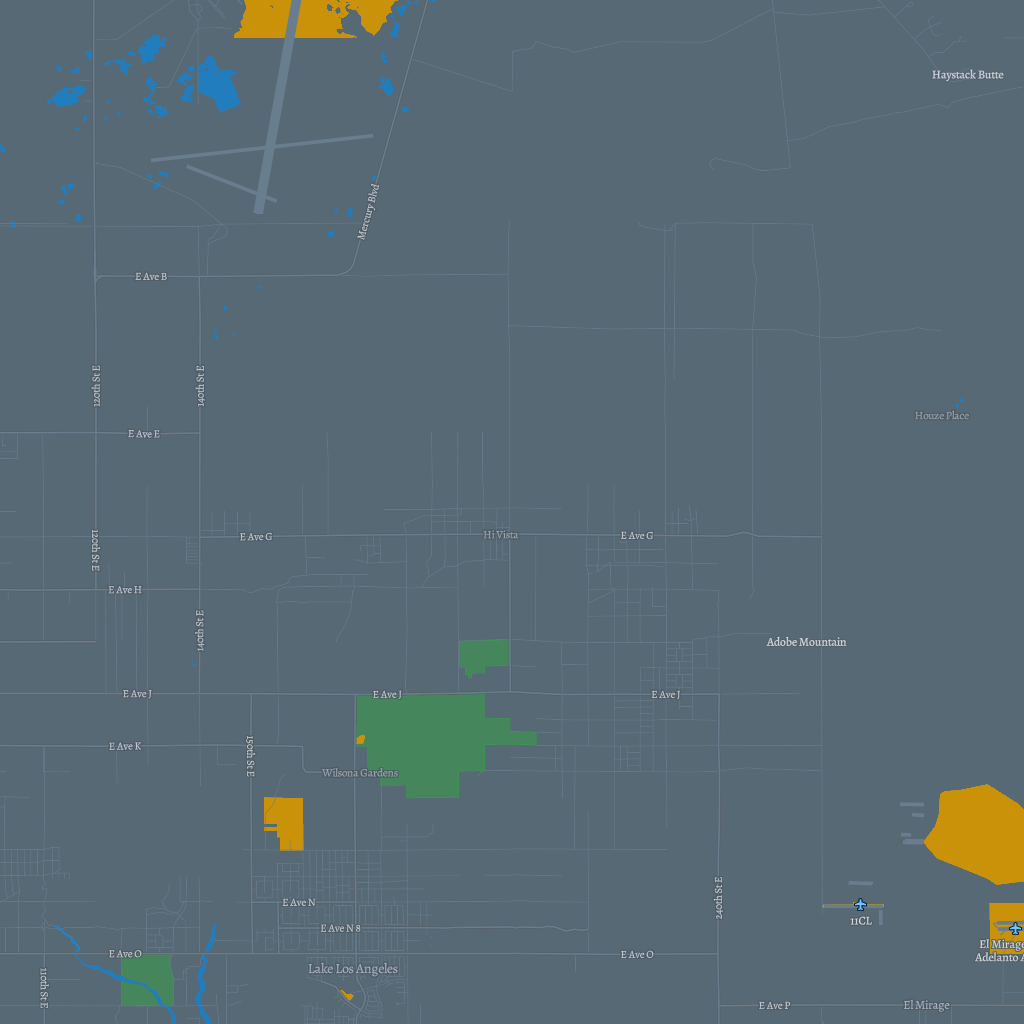 Haystack Butte
Mercury Blvd
E Ave B
120th St E
140th St E
Houze Place
E Ave E
E Ave G
Hi Vista
E Ave G
120th St E
E Ave H
140th St E
Adobe Mountain
E Ave J
E Ave J
E Ave J
E Ave K
150th St E
Wilsona Gardens
240th St E
E Ave N
11CL
E Ave N 8
El Mirage
Adelanto A
E Ave O
E Ave O
Lake Los Angeles
110th St E
E Ave P
El Mirage